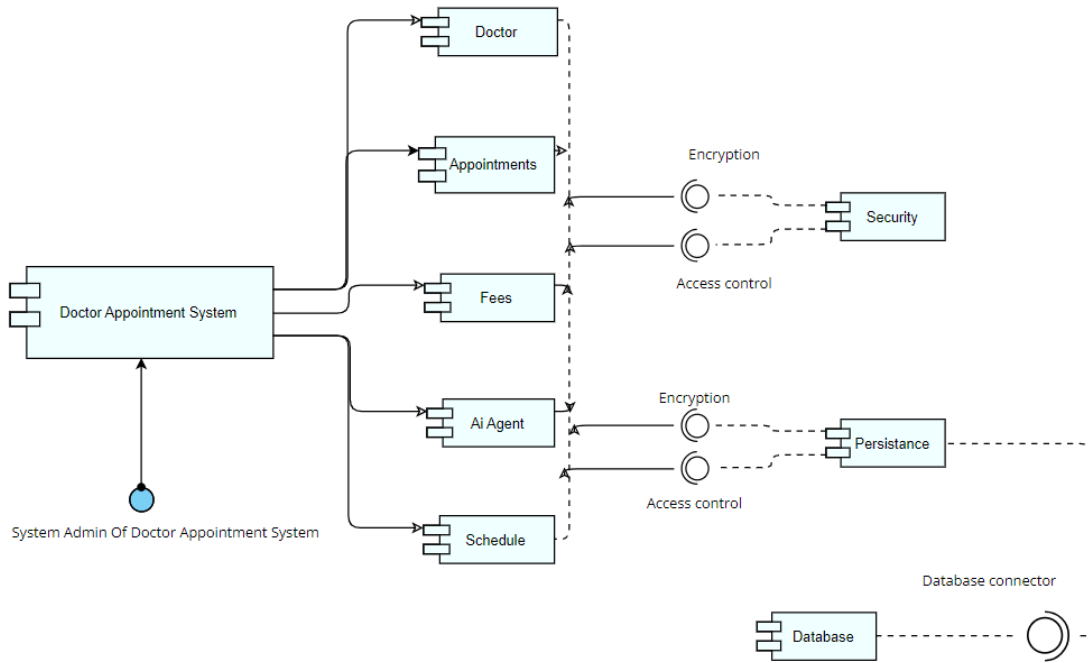 Doctor
Appointments
Encryption
Security
Access control
Fees
Doctor Appointment System
Ai Agent
Encryption
Persistance
Access control
System Admin Of Doctor Appointment System
Schedule
Database connector
Database